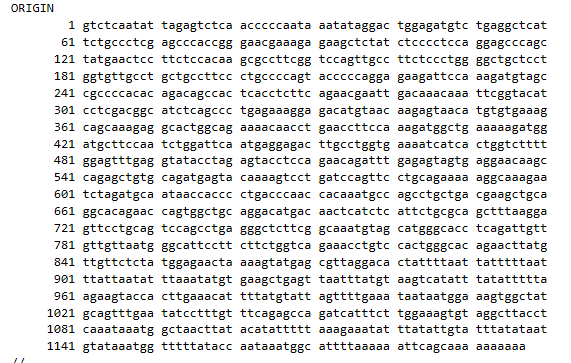 ORIGIN
1 gtctcaatat tagagtctca acccccaata aatataggac tggagatgtc tgaggctcat
61 tctgccctcg agcccaccgg gaacgaaaga gaagctctat ctcccctcca ggagcccagc
121 tatgaactcc ttctccacaa gcgccttcgg tccagttgcc ttctccctgg ggctgctcct
181 ggtgttgcct gctgccttcc ctgccccagt acccccagga gaagattcca aagatgtagc
241 cgccccacac agacagccac tcacctcttc agaacgaatt gacaaacaaa ttcggtacat
301 cctcgacggc atctcagccc tgagaaagga gacatgtaac aagagtaaca tgtgtgaaag
361 cagcaaagag gcactggcag aaaacaacct gaaccttcca aagatggctg aaaaagatgg
421 atgcttccaa tctggattca atgaggagac ttgcctggtg aaaatcatca ctggtctttt
481 ggagtttgag gtatacctag agtacctcca gaacagattt gagagtagtg aggaacaagc
541 cagagctgtg cagatgagta caaaagtcct gatccagttc ctgcagaaaa aggcaaagaa
601 tctagatgca ataaccaccc ctgacccaac cacaaatgcc agcctgctga cgaagctgca
661 ggcacagaac cagtggctgc aggacatgac aactcatctc attctgcgca gctttaagga
721 gttcctgcag tccagcctga gggctcttcg gcaaatgtag catgggcacc tcagattgtt
781 gttgttaatg ggcattcctt cttctggtca gaaacctgtc cactgggcac agaacttatg
841 ttgttctcta tggagaacta aaagtatgag cgttaggaca ctattttaat tatttttaat
901 ttattaatat ttaaatatgt gaagctgagt taatttatgt aagtcatatt tatattttta
961 agaagtacca cttgaaacat tttatgtatt agttttgaaa taataatgga aagtggctat
1021 gcagtttgaa tatcctttgt ttcagagcca gatcatttct tggaaagtgt aggcttacct
1081 caaataaatg gctaacttat acatattttt aaagaaatat ttatattgta tttatataat
1141 gtataaatgg tttttatacc aataaatggc attttaaaaa attcagcaaa aaaaaaa
//